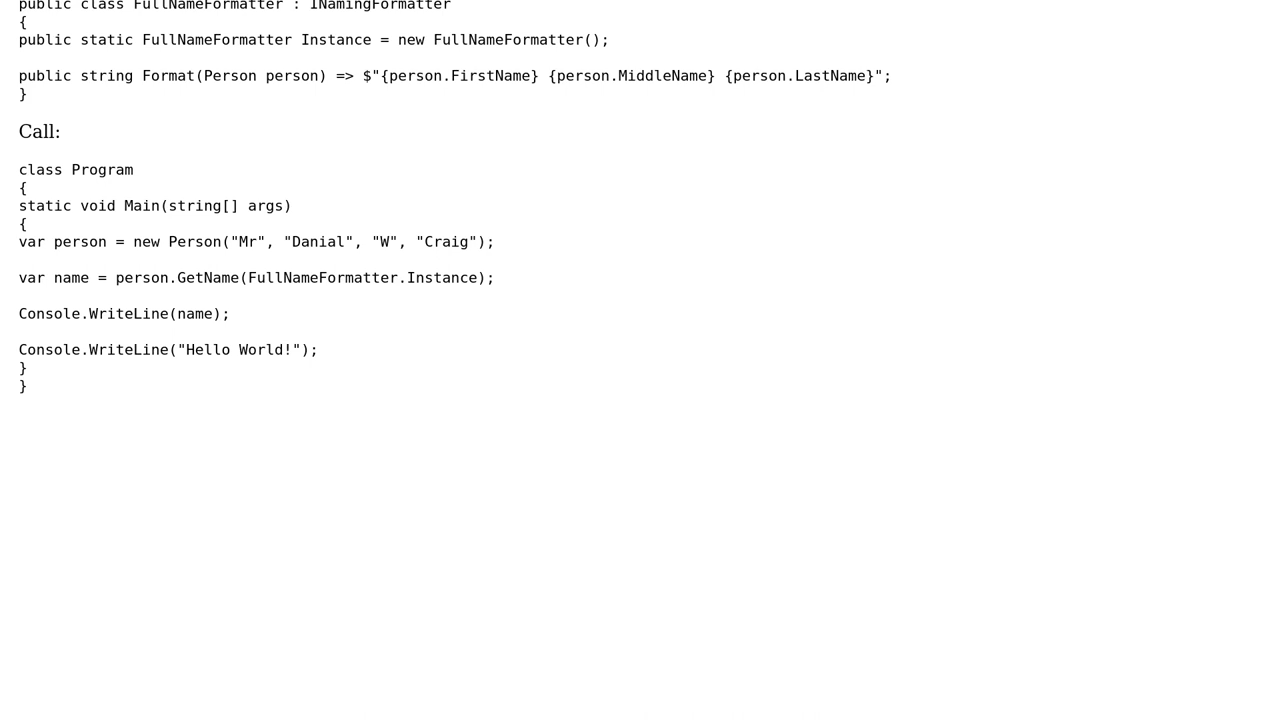 public class FullNameFormatter : INamingFormatter
{
public static FullNameFormatter Instance = new FullNameFormatter();
public string Format(Person person) => $"{person.FirstName} {person.MiddleName} {person.LastName}";
}
Call:
class Program
{
static void Main(string[] args)
{
var person = new Person("Mr", "Danial", "W", "Craig");
var name = person.GetName(FullNameFormatter.Instance);
Console.WriteLine(name);
Console.WriteLine("Hello World!");
}
}